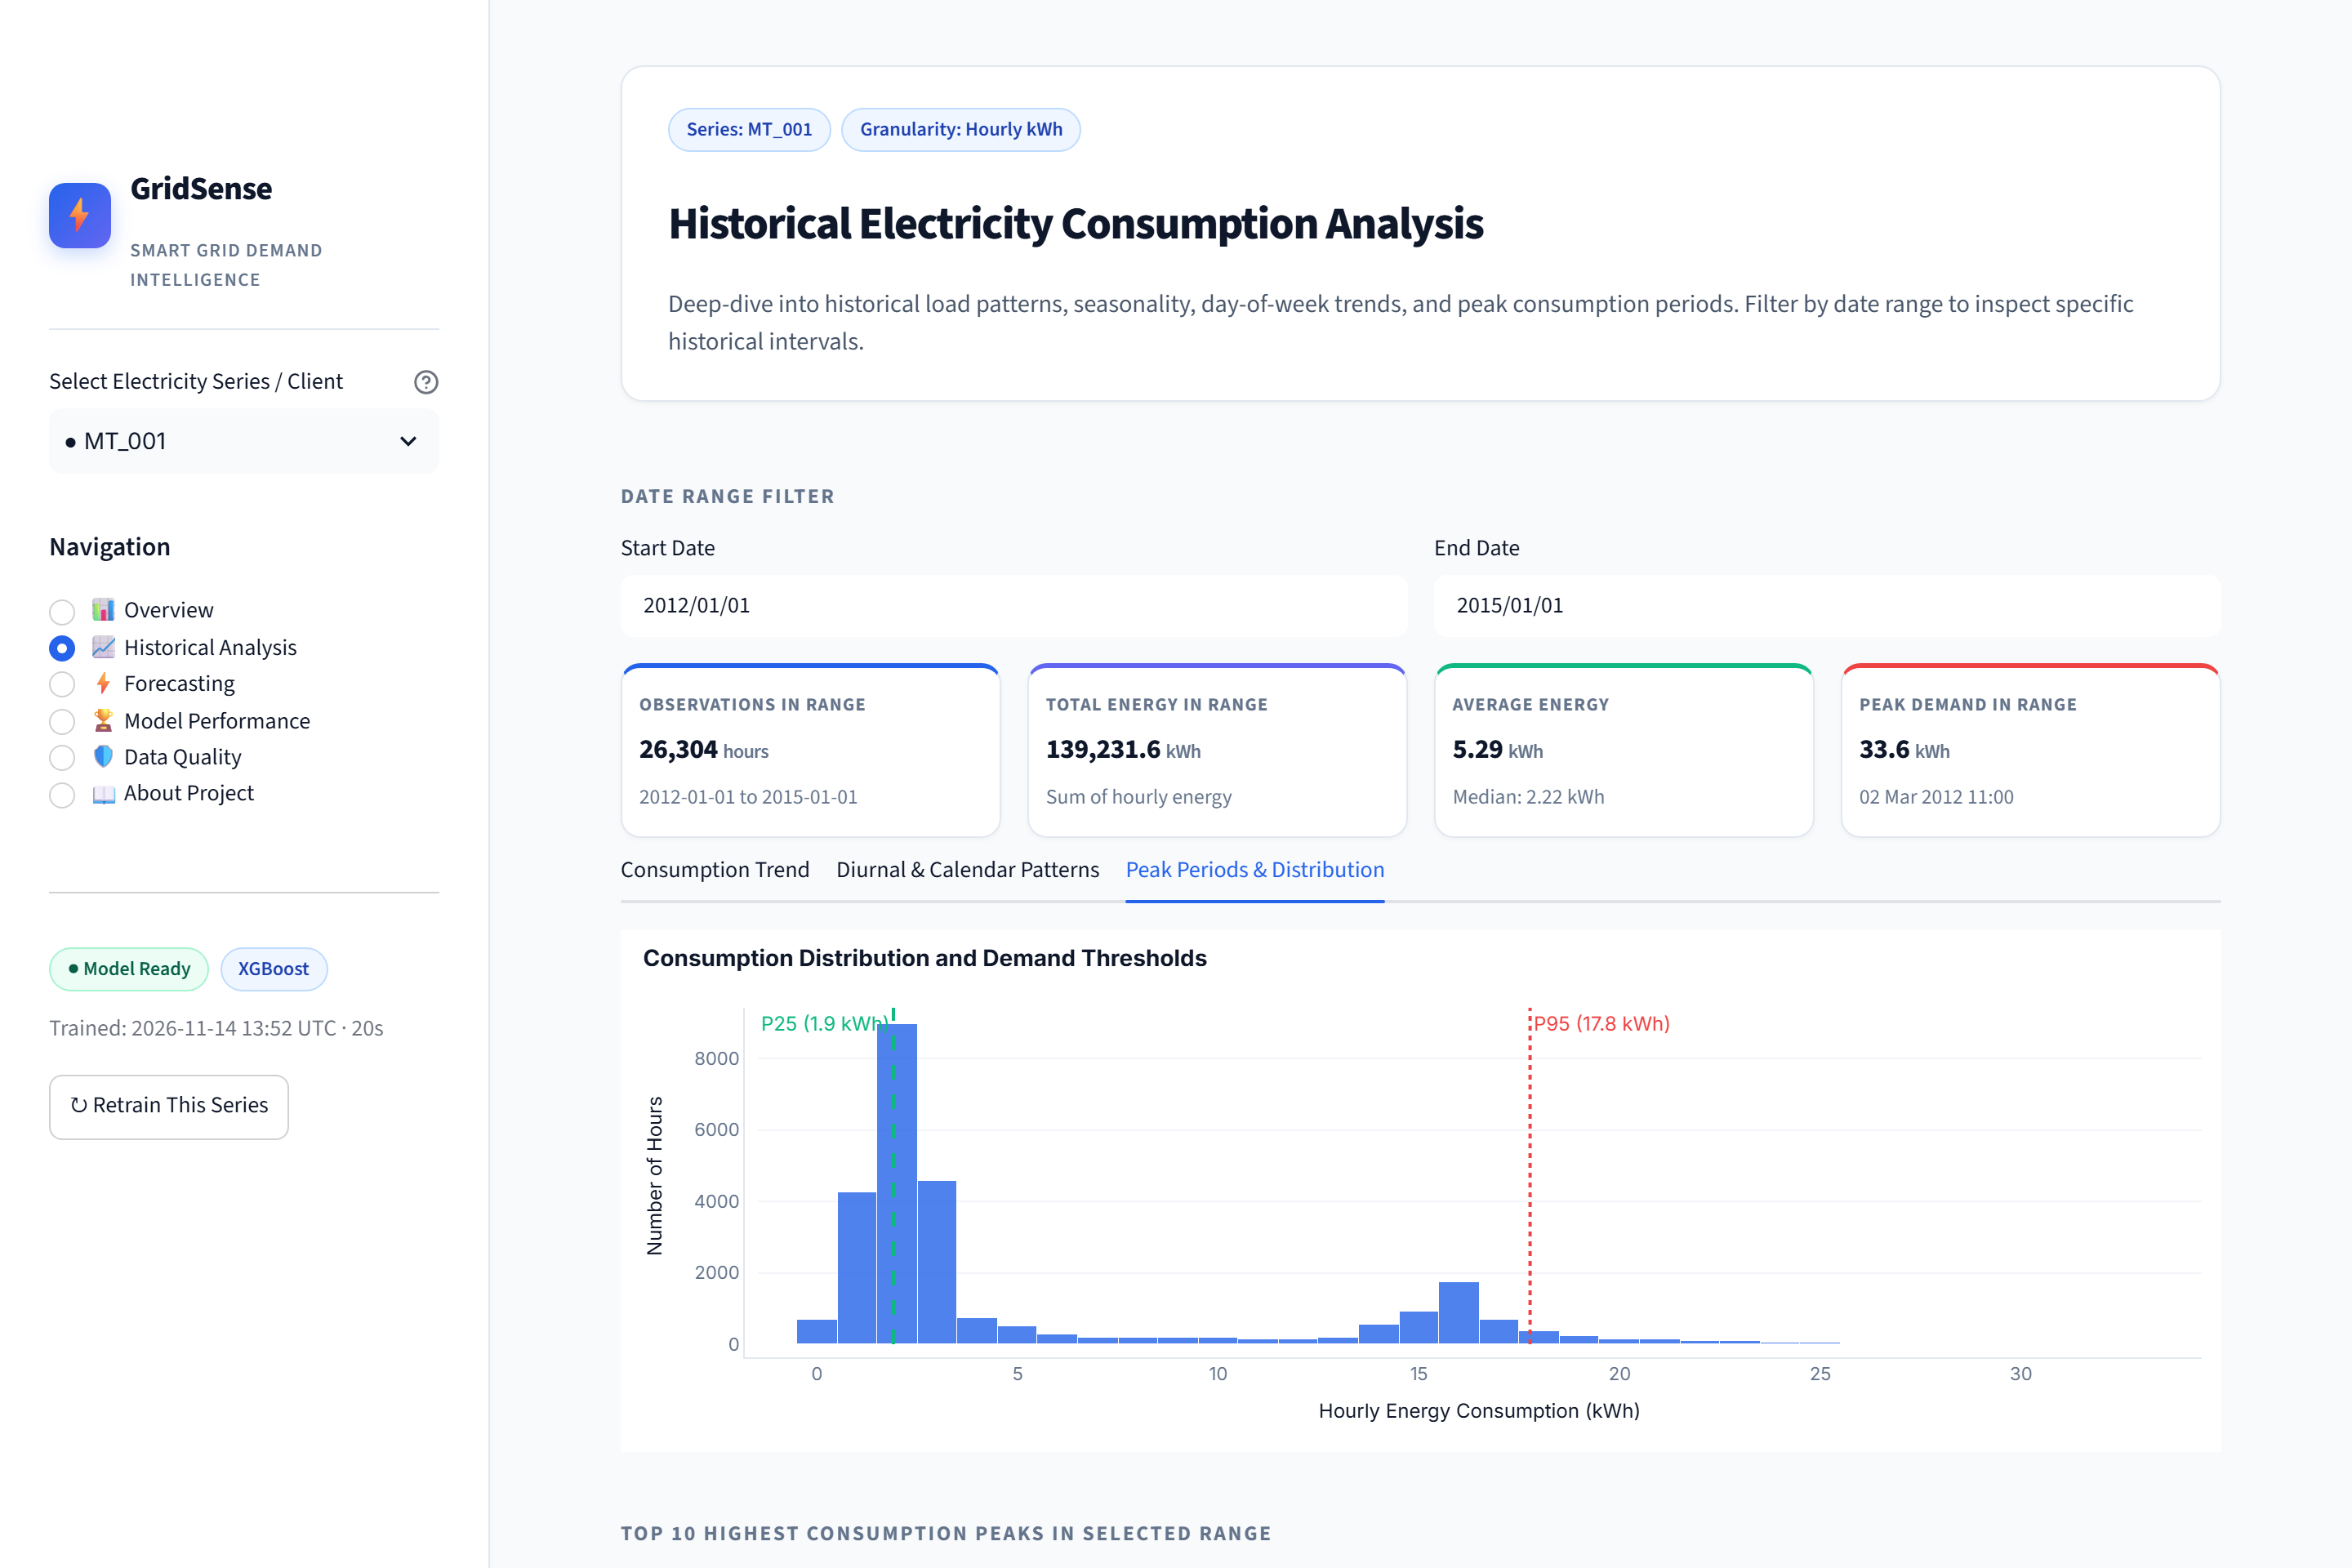 GridSense
SMART GRID DEMAND
INTELLIGENCE
Select Electricity Series / Client
● MT_001
Navigation
Overview
Historical Analysis
Forecasting
Model Performance
Data Quality
About Project
● Model Ready
XGBoost
Trained: 2026-11-14 13:52 UTC · 20s
↻ Retrain This Series
Series: MT_001
Granularity: Hourly kWh
Historical Electricity Consumption Analysis
Deep-dive into historical load patterns, seasonality, day-of-week trends, and peak consumption periods. Filter by date range to inspect specific
historical intervals.
DATE RANGE FILTER
Start Date
2012/01/01
End Date
2015/01/01
OBSERVATIONS IN RANGE
26,304 hours
2012-01-01 to 2015-01-01
TOTAL ENERGY IN RANGE
139,231.6 kWh
Sum of hourly energy
AVERAGE ENERGY
5.29 kWh
Median: 2.22 kWh
PEAK DEMAND IN RANGE
33.6 kWh
02 Mar 2012 11:00
Consumption Trend
Diurnal & Calendar Patterns
Peak Periods & Distribution
Consumption Distribution and Demand Thresholds
P25 (1.9 kWh)
P95 (17.8 kWh)
Number of Hours
8000
6000
4000
2000
0
0 5 10 15 20 25 30
Hourly Energy Consumption (kWh)
TOP 10 HIGHEST CONSUMPTION PEAKS IN SELECTED RANGE